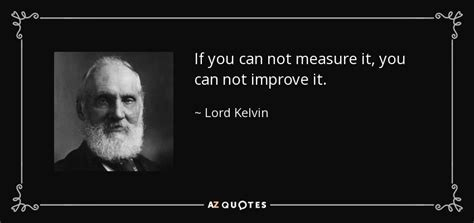 If you can not measure it, you
can not improve it.
~ Lord Kelvin
AZ QUOTES